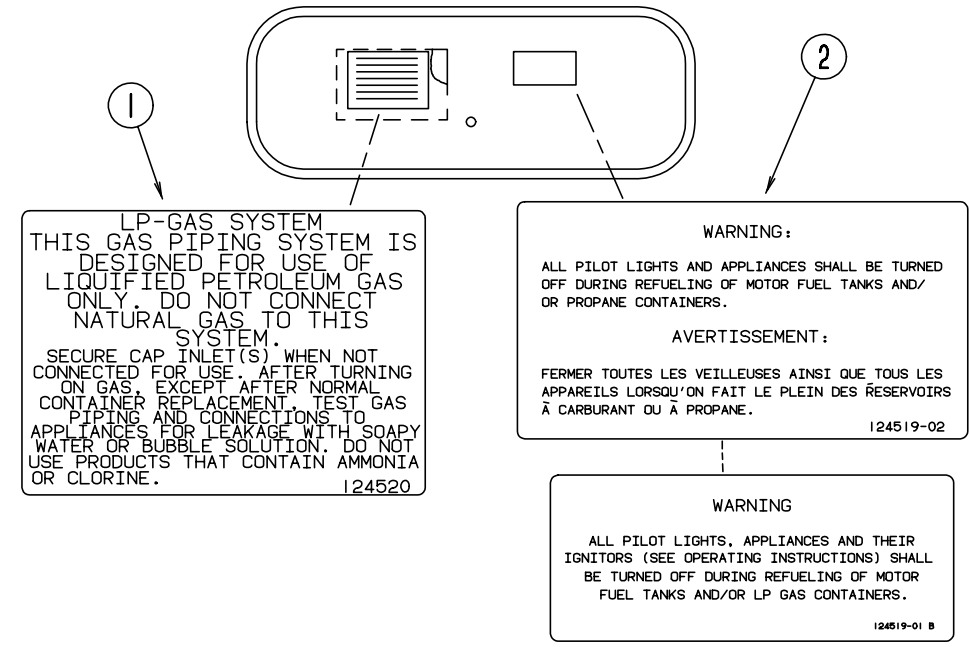 1
2
LP-GAS SYSTEM
THIS GAS PIPING SYSTEM IS
DESIGNED FOR USE OF
LIQUIFIED PETROLEUM GAS
ONLY. DO NOT CONNECT
NATURAL GAS TO THIS
SYSTEM.
SECURE CAP INLET(S) WHEN NOT
CONNECTED FOR USE. AFTER TURNING
ON GAS, EXCEPT AFTER NORMAL
CONTAINER REPLACEMENT, TEST GAS
PIPING AND CONNECTIONS TO
APPLIANCES FOR LEAKAGE WITH SOAPY
WATER OR BUBBLE SOLUTION. DO NOT
USE PRODUCTS THAT CONTAIN AMMONIA
OR CLORINE.
124520
WARNING:
ALL PILOT LIGHTS AND APPLIANCES SHALL BE TURNED
OFF DURING REFUELING OF MOTOR FUEL TANKS AND/
OR PROPANE CONTAINERS.
AVERTISSEMENT:
FERMER TOUTES LES VEILLEUSES AINSI QUE TOUS LES
APPAREILS LORSQU'ON FAIT LE PLEIN DES RĒSERVOIRS
Ā CARBURANT OU Ā PROPANE.
124519-02
WARNING
ALL PILOT LIGHTS, APPLIANCES AND THEIR
IGNITORS (SEE OPERATING INSTRUCTIONS) SHALL
BE TURNED OFF DURING REFUELING OF MOTOR
FUEL TANKS AND/OR LP GAS CONTAINERS.
124519-01 B